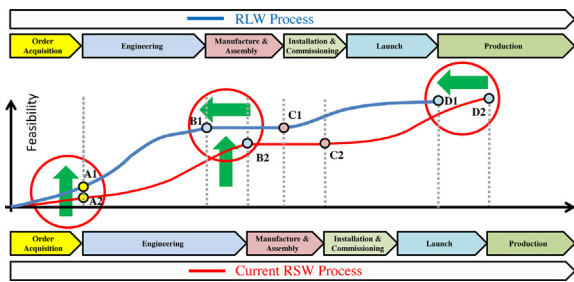 RLW Process
Order
Acquisition
Engineering
Manufacture &
Assembly
Installation &
Commissioning
Launch
Production
Feasibility
A1
A2
B1
B2
C1
C2
D1
D2
Order
Acquisition
Engineering
Manufacture &
Assembly
Installation &
Commissioning
Launch
Production
Current RSW Process